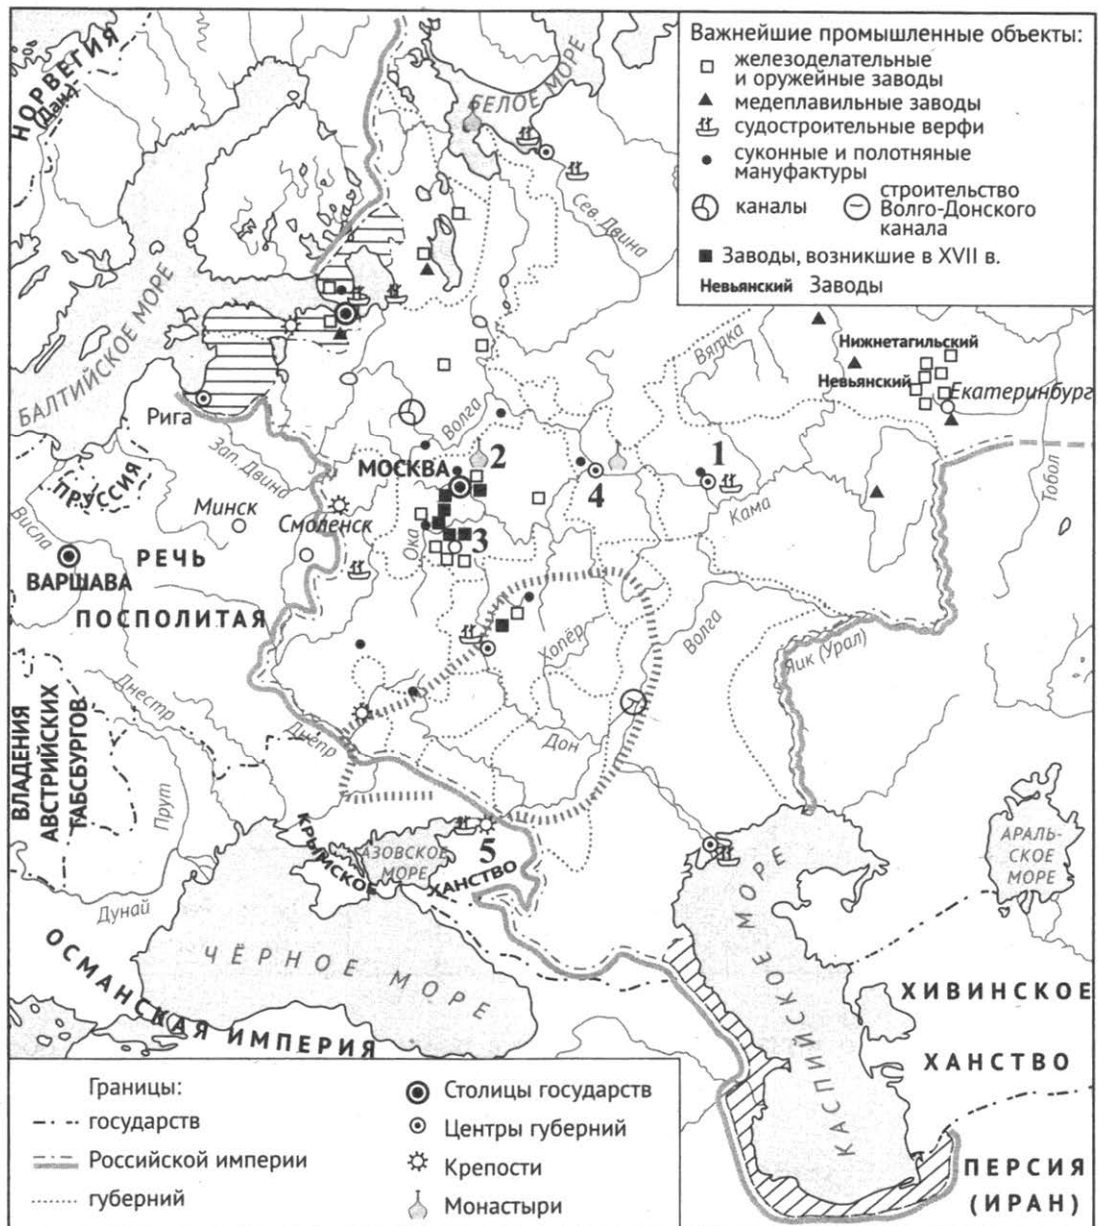 НОРВЕГИЯ
(Дан.)
БЕЛОЕ МОРЕ
Важнейшие промышленные объекты:
железоделательные
и оружейные заводы
медеплавильные заводы
судостроительные верфи
суконные и полотняные
мануфактуры
каналы
строительство
Волго-Донского
канала
Заводы, возникшие в XVII в.
Невьянский Заводы
Сев. Двина
БАЛТИЙСКОЕ МОРЕ
Вятка
Нижнетагильский
Невьянский
Екатеринбург
Рига
Волга
Зап. Двина
МОСКВА
2
1
4
ПРУССИЯ
Минск
Смоленск
Кама
Тобол
Висла
Ока
3
ВАРШАВА
РЕЧЬ
ПОСПОЛИТАЯ
Хопёр
Волга
Яик (Урал)
Днестр
Днепр
Дон
ВЛАДЕНИЯ
АВСТРИЙСКИХ
ГАБСБУРГОВ
Прут
КРЫМСКОЕ
АЗОВСКОЕ
МОРЕ
5
ХАНСТВО
АРАЛЬ-
СКОЕ
МОРЕ
Дунай
ЧЁРНОЕ МОРЕ
ОСМАНСКАЯ ИМПЕРИЯ
КАСПИЙСКОЕ МОРЕ
ХИВИНСКОЕ
ХАНСТВО
ПЕРСИЯ
(ИРАН)
Границы:
государств
Российской империи
губерний
Столицы государств
Центры губерний
Крепости
Монастыри